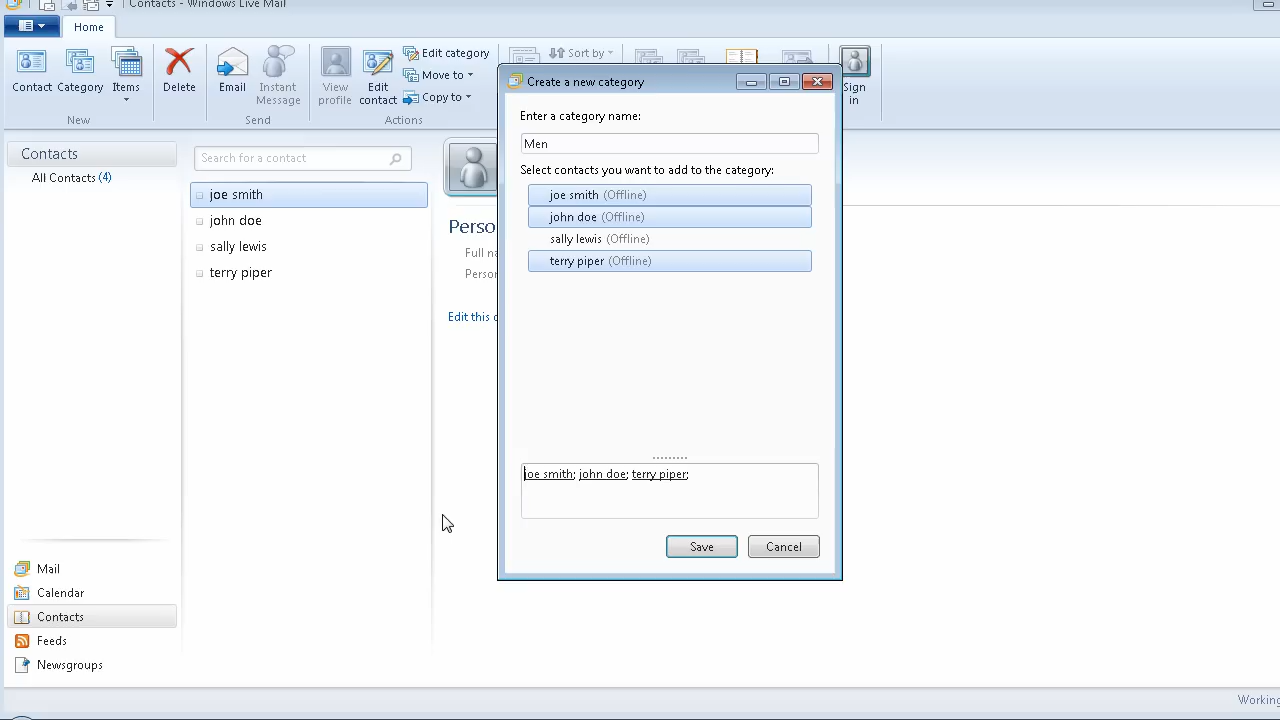 Contacts - Windows Live Mail
Home
Contact
Category
Items
New
Delete
Email
Instant
Message
Send
View
profile
Edit
contact
Edit category
Move to
Copy to
Actions
Sort by
Sign
in
Contacts
All Contacts (4)
Search for a contact
joe smith
john doe
sally lewis
terry piper
Perso
Full na
Person
Edit this c
Create a new category
Enter a category name:
Men
Select contacts you want to add to the category:
joe smith (Offline)
john doe (Offline)
sally lewis (Offline)
terry piper (Offline)
joe smith; john doe; terry piper;
Save
Cancel
Mail
Calendar
Contacts
Feeds
Newsgroups
Working